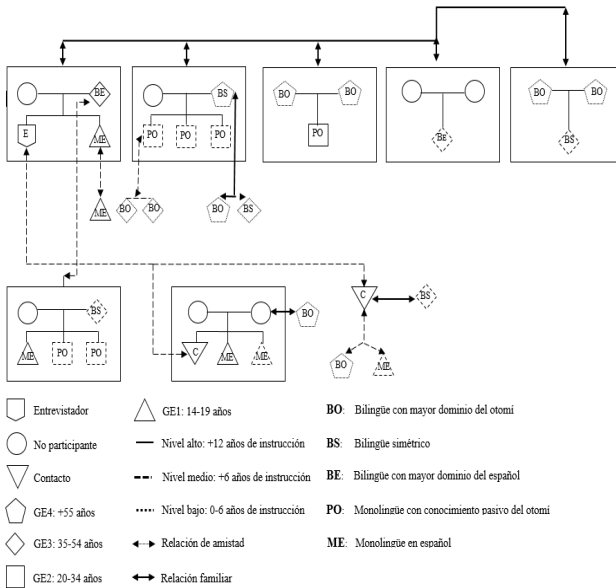 BE
BS
BO
BO
BO
BO
E
ME
PO
PO
PO
PO
BE
BS
ME
BO
BO
BO
BS
BS
C
BS
BO
ME
PO
PO
C
ME
ME
BO
ME
Entrevistador
GE1: 14-19 años
BO: Bilingüe con mayor dominio del otomí
No participante
Nivel alto: +12 años de instrucción
BS: Bilingüe simétrico
Contacto
Nivel medio: +6 años de instrucción
BE: Bilingüe con mayor dominio del español
GE4: +55 años
Nivel bajo: 0-6 años de instrucción
PO: Monolingüe con conocimiento pasivo del otomí
GE3: 35-54 años
Relación de amistad
ME: Monolingüe en español
GE2: 20-34 años
Relación familiar